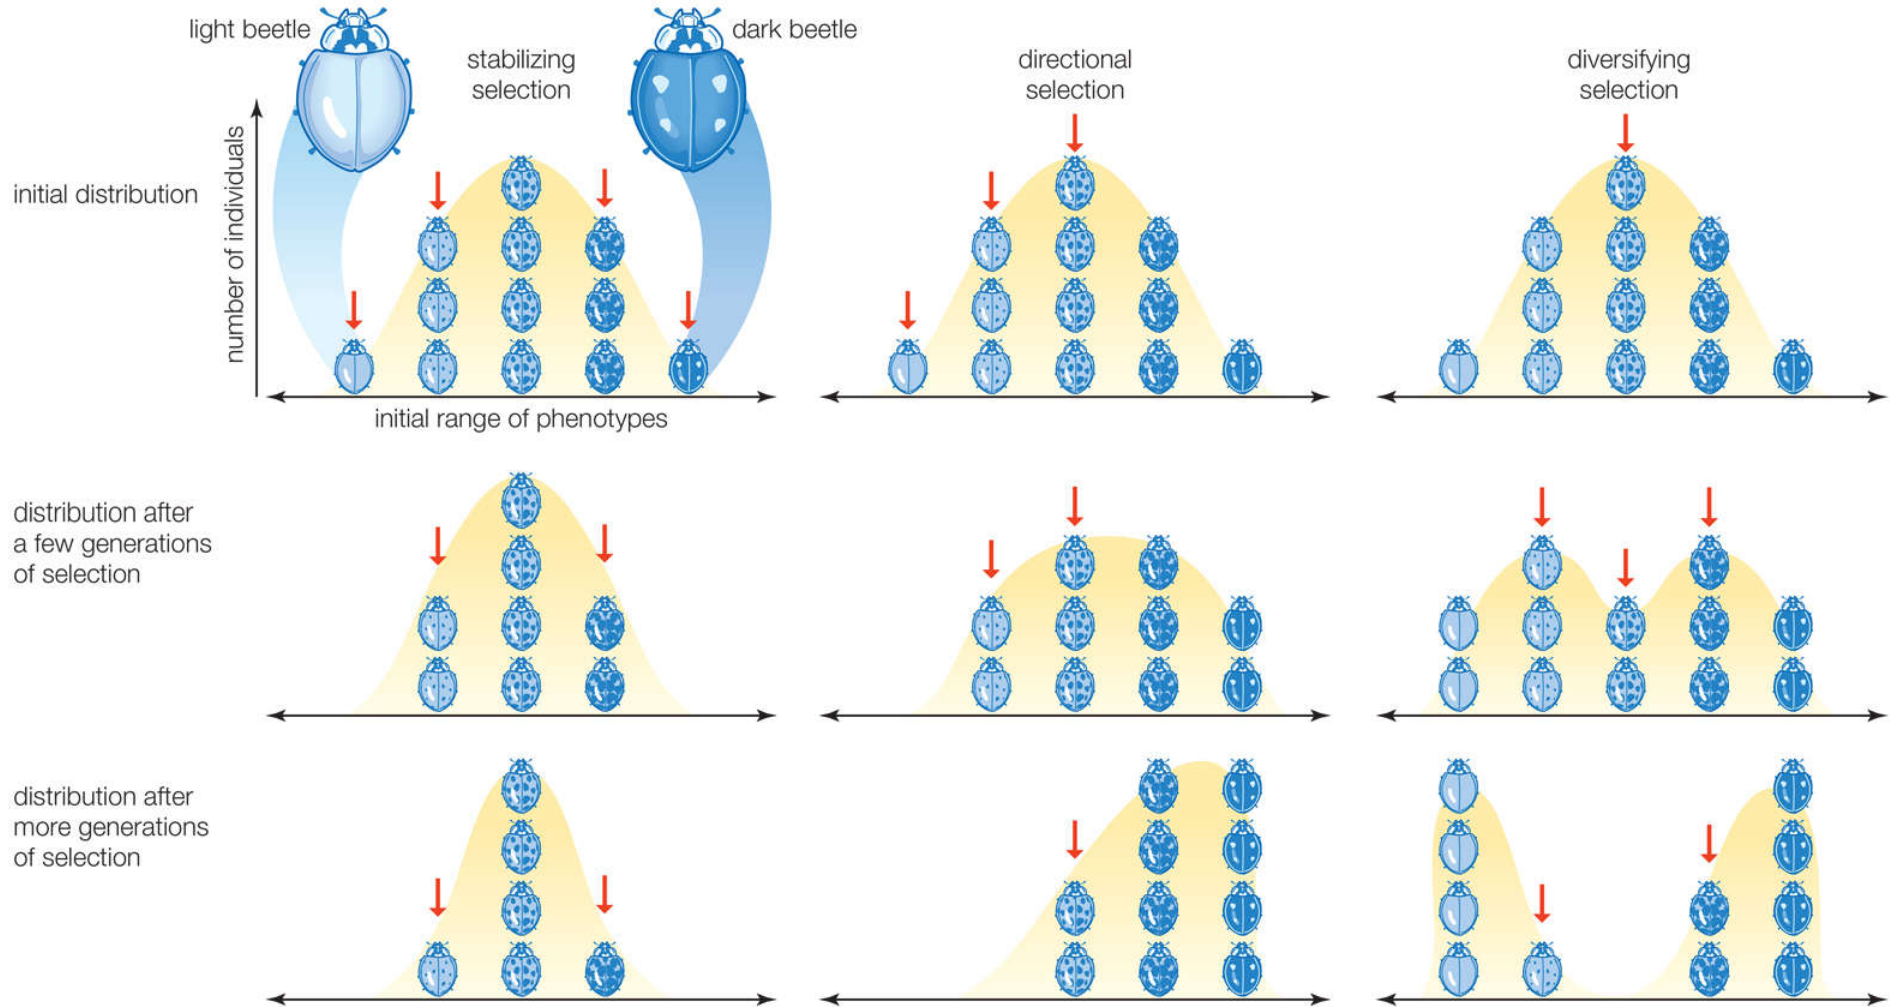 light beetle
dark beetle
stabilizing
selection
directional
selection
diversifying
selection
initial distribution
number of individuals
initial range of phenotypes
distribution after
a few generations
of selection
distribution after
more generations
of selection